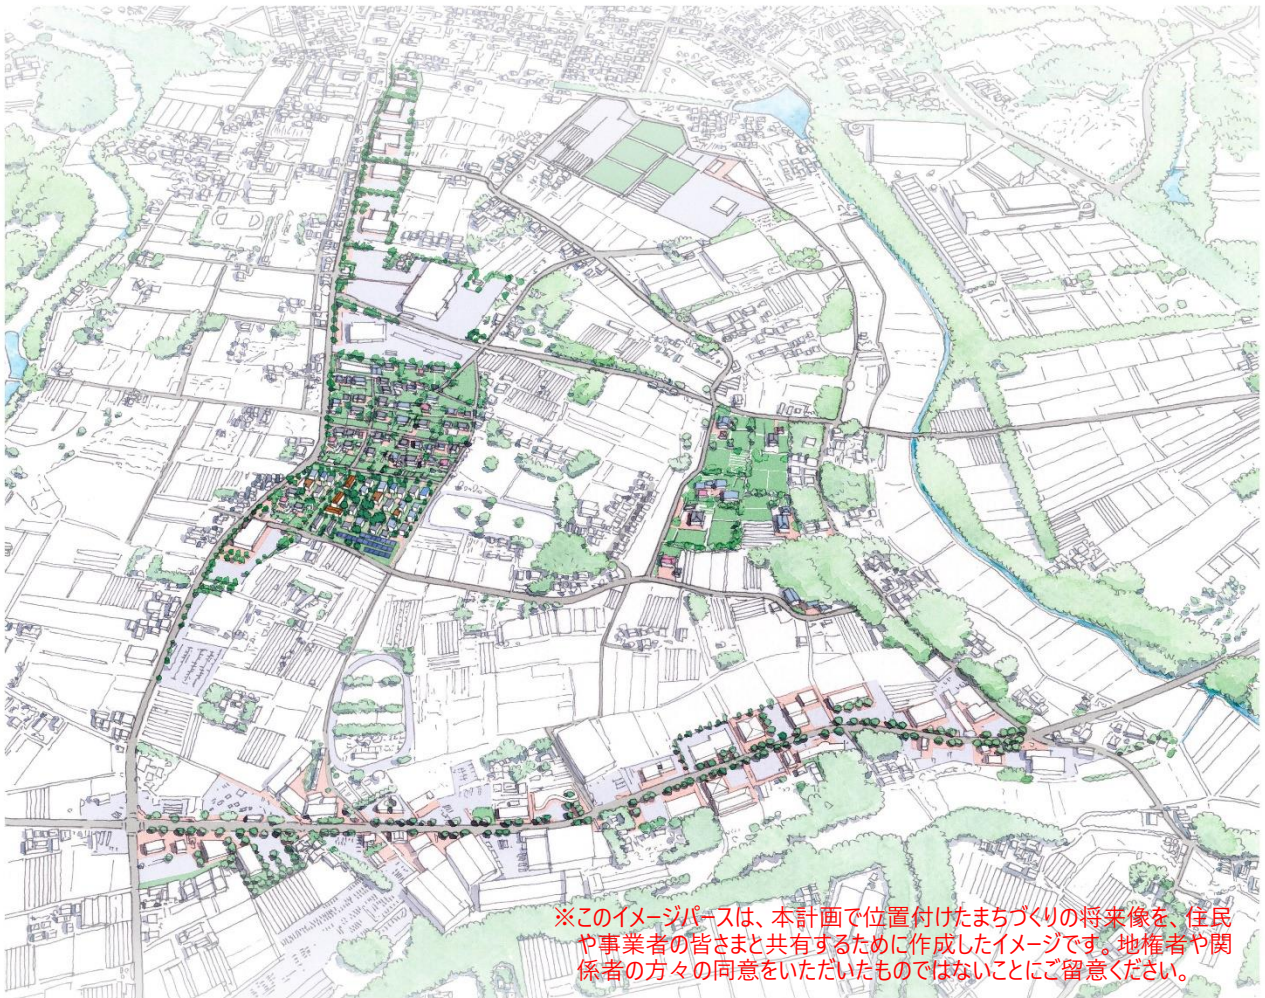 ※このイメージパースは、本計画で位置付けたまちづくりの将来像を、住民
や事業者の皆さまと共有するために作成したイメージです。地権者や関
係者の方々の同意をいただいたものではないことにご留意ください。